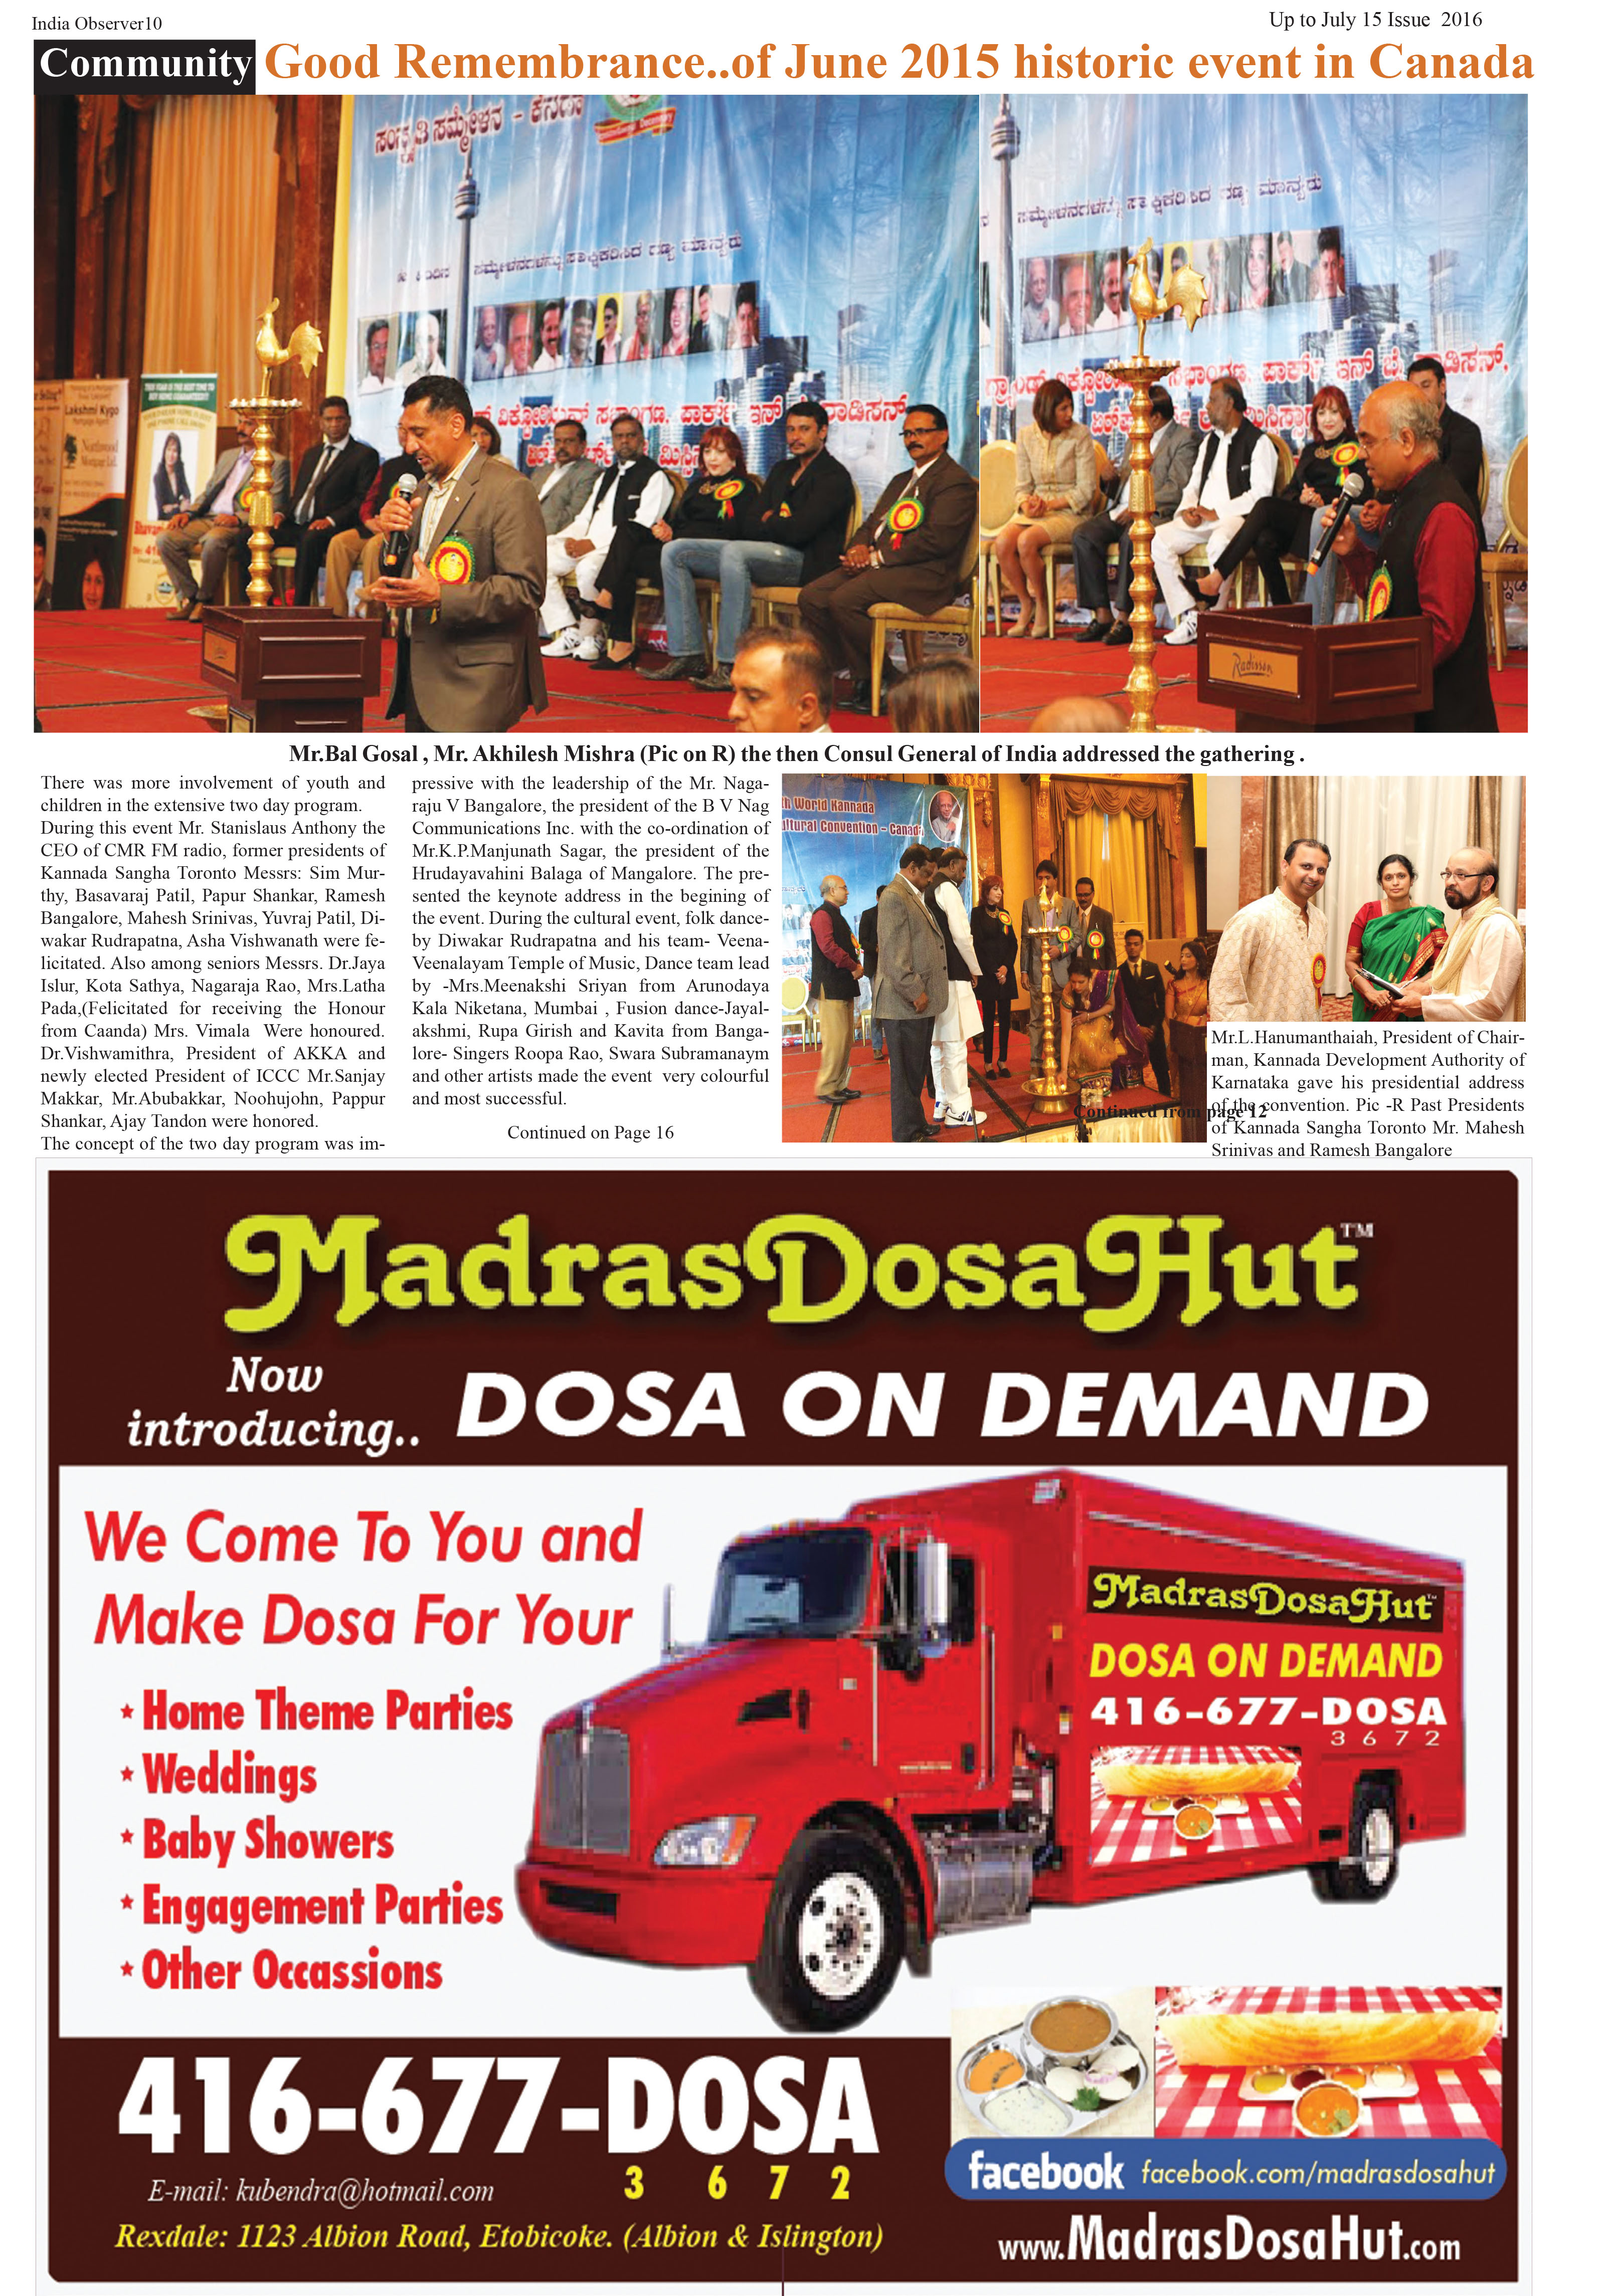 India Observer10
Up to July 15 Issue 2016
Community
Good Remembrance..of June 2015 historic event in Canada
ಸಂಸ್ಕೃತಿ ಸಮ್ಮೇಳನ - ಕೆನಡಾ
Lakshmi Kygo
Northwood
Mortgage Ltd.
Radisson
Mr.Bal Gosal , Mr. Akhilesh Mishra (Pic on R) the then Consul General of India addressed the gathering .
There was more involvement of youth and
children in the extensive two day program.
During this event Mr. Stanislaus Anthony the
CEO of CMR FM radio, former presidents of
Kannada Sangha Toronto Messrs: Sim Mur-
thy, Basavaraj Patil, Papur Shankar, Ramesh
Bangalore, Mahesh Srinivas, Yuvraj Patil, Di-
wakar Rudrapatna, Asha Vishwanath were fe-
licitated. Also among seniors Messrs. Dr.Jaya
Islur, Kota Sathya, Nagaraja Rao, Mrs.Latha
Pada,(Felicitated for receiving the Honour
from Caanda) Mrs. Vimala Were honoured.
Dr.Vishwamithra, President of AKKA and
newly elected President of ICCC Mr.Sanjay
Makkar, Mr.Abubakkar, Noohujohn, Pappur
Shankar, Ajay Tandon were honored.
The concept of the two day program was im-
pressive with the leadership of the Mr. Naga-
raju V Bangalore, the president of the B V Nag
Communications Inc. with the co-ordination of
Mr.K.P.Manjunath Sagar, the president of the
Hrudayavahini Balaga of Mangalore. The pre-
sented the keynote address in the begining of
the event. During the cultural event, folk dance-
by Diwakar Rudrapatna and his team- Veena-
Veenalayam Temple of Music, Dance team lead
by -Mrs.Meenakshi Sriyan from Arunodaya
Kala Niketana, Mumbai , Fusion dance-Jayal-
akshmi, Rupa Girish and Kavita from Banga-
lore- Singers Roopa Rao, Swara Subramanaym
and other artists made the event very colourful
and most successful.
Continued on Page 16
th World Kannada
ultural Convention - Canada
Continued from page 12
Mr.L.Hanumanthaiah, President of Chair-
man, Kannada Development Authority of
Karnataka gave his presidential address
of the convention. Pic -R Past Presidents
of Kannada Sangha Toronto Mr. Mahesh
Srinivas and Ramesh Bangalore
MadrasDosaHut™
Now
introducing.. DOSA ON DEMAND
We Come To You and
Make Dosa For Your
* Home Theme Parties
* Weddings
* Baby Showers
* Engagement Parties
* Other Occassions
MadrasDosaHut™
DOSA ON DEMAND
416-677-DOSA
3 6 7 2
416-677-DOSA
3 6 7 2
E-mail: kubendra@hotmail.com
Rexdale: 1123 Albion Road, Etobicoke. (Albion & Islington)
facebook facebook.com/madrasdosahut
www.MadrasDosaHut.com